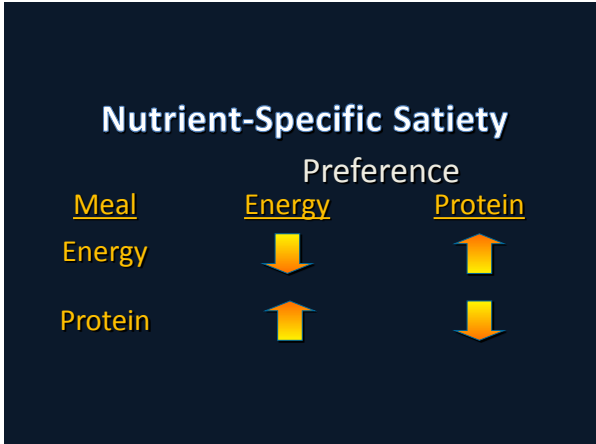 Nutrient-Specific Satiety
Preference
Meal Energy Protein
Energy
Protein